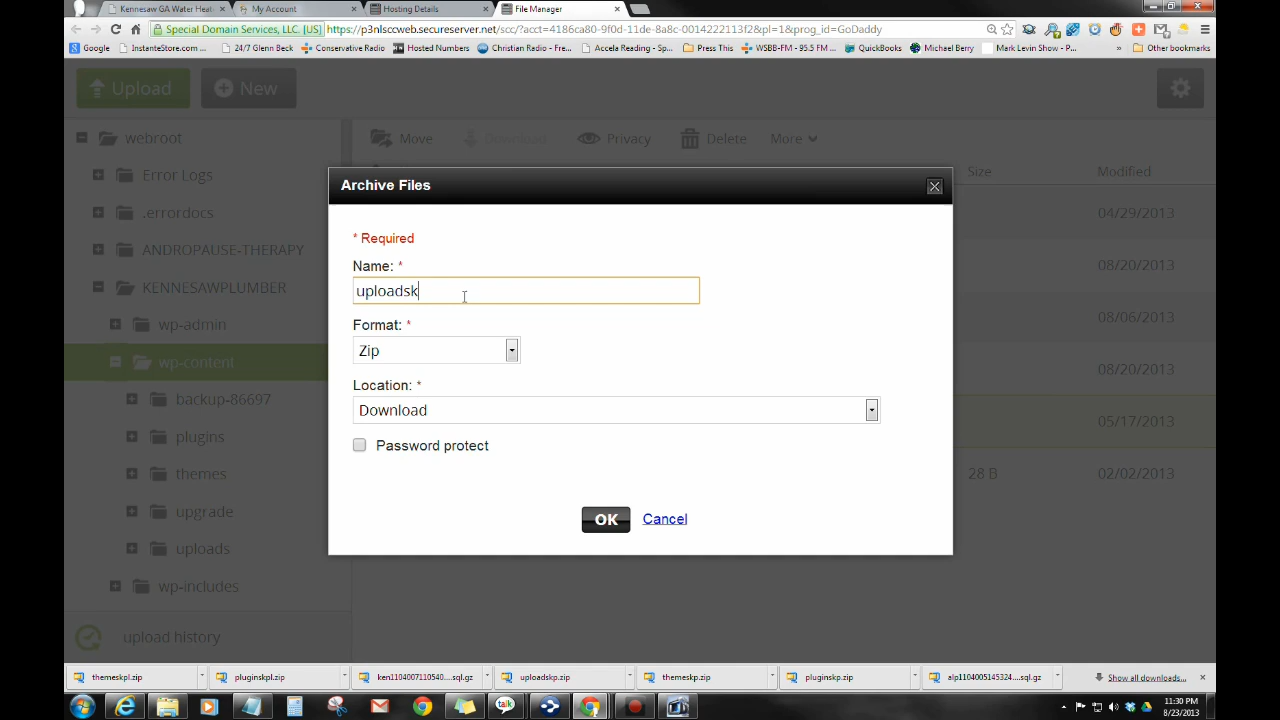 Kennesaw GA Water Heat
My Account
Hosting Details
File Manager
Special Domain Services, LLC. [US]
https://p3nlsccweb.secureserver.net/scc/?acct=4186ca80-9f0d-11de-8a8c-0014222113f2&pl=1&prog_id=GoDaddy
Google
InstanteStore.com ...
24/7 Glenn Beck
Conservative Radio
Hosted Numbers
Christian Radio - Fre...
Accela Reading - Sp...
Press This
WSBB-FM - 95.5 FM ...
QuickBooks
Michael Berry
Mark Levin Show - P...
»
Other bookmarks
Upload
New
webroot
Error Logs
.errordocs
ANDROPAUSE-THERAPY
KENNESAWPLUMBER
wp-admin
wp-content
backup-86697
plugins
themes
upgrade
uploads
wp-includes
upload history
Move
Download
Privacy
Delete
More
Size
Modified
04/29/2013
08/20/2013
08/06/2013
08/20/2013
05/17/2013
28 B
02/02/2013
Archive Files
* Required
Name: *
uploadsk
Format: *
Zip
Location: *
Download
Password protect
OK
Cancel
themeskpl.zip
pluginskpl.zip
ken1104007110540....sql.gz
uploadskp.zip
themeskp.zip
pluginskp.zip
alp1104005145324....sql.gz
Show all downloads...
talk
11:30 PM
8/23/2013